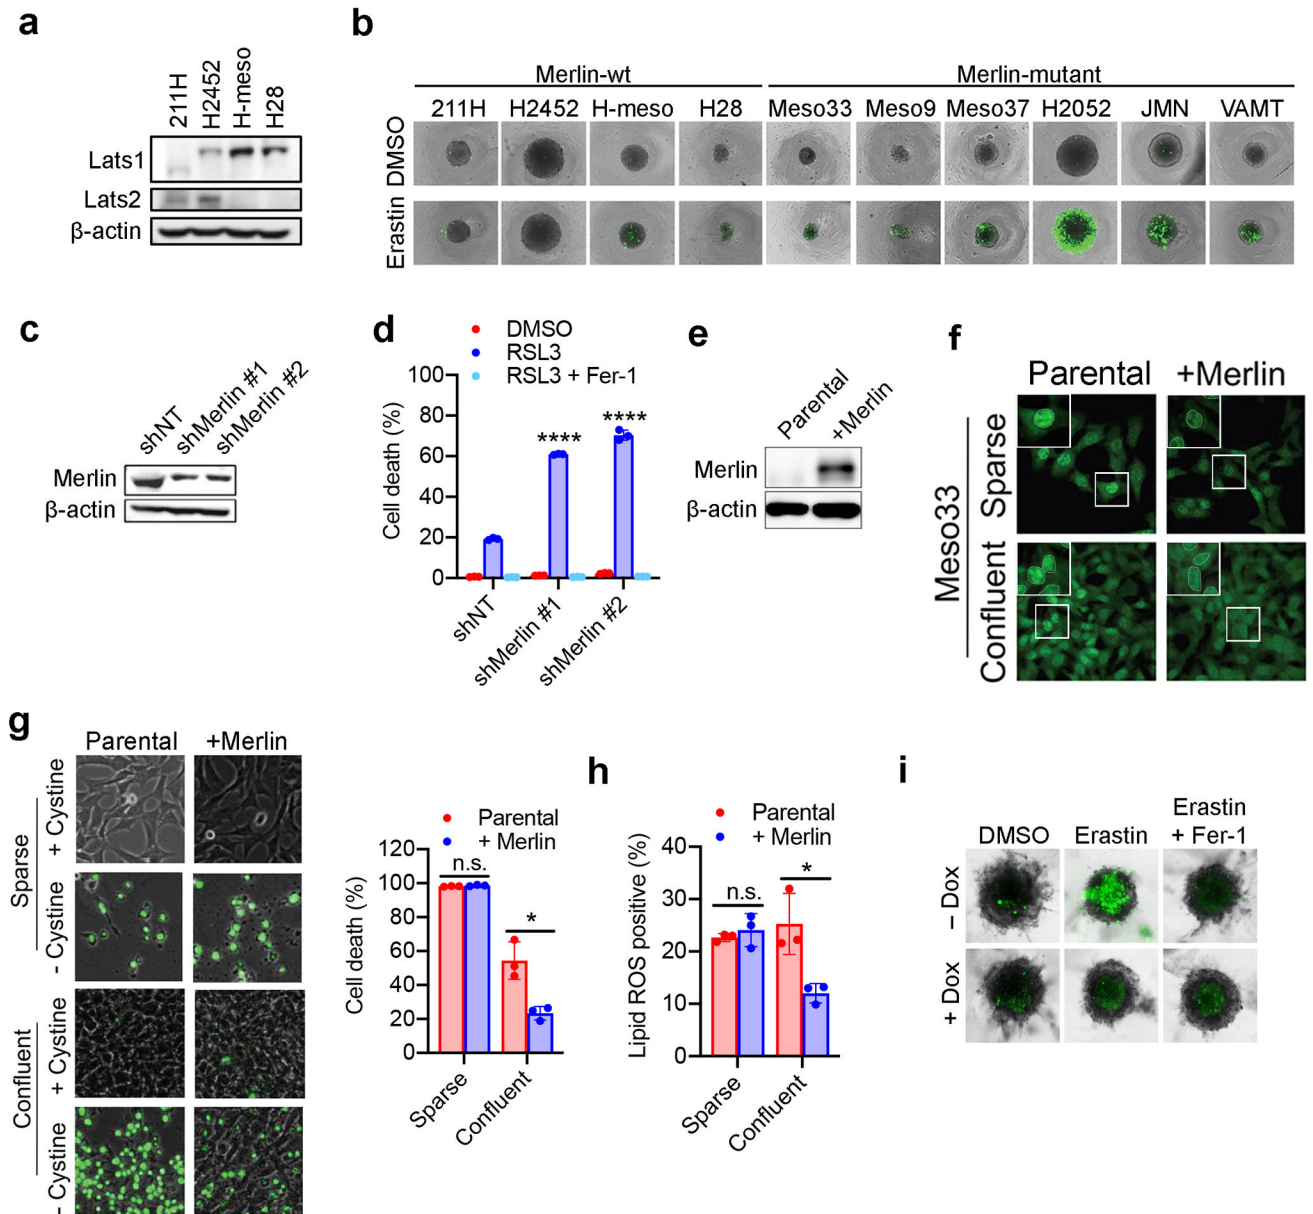 a
211H
H2452
H-meso
H28
Lats1
Lats2
β-actin
b
Merlin-wt
Merlin-mutant
211H H2452 H-meso H28 Meso33 Meso9 Meso37 H2052 JMN VAMT
DMSO
Erastin
c
shNT
shMerlin #1
shMerlin #2
Merlin
β-actin
d
DMSO
RSL3
RSL3 + Fer-1
Cell death (%)
100
80
60
40
20
0
****
****
shNT
shMerlin #1
shMerlin #2
e
Parental
+Merlin
Merlin
β-actin
f
Parental +Merlin
Meso33
Sparse
Confluent
g
Parental +Merlin
Sparse
+ Cystine
- Cystine
Confluent
+ Cystine
- Cystine
Parental
+ Merlin
Cell death (%)
120
100
80
60
40
20
0
n.s.
*
Sparse
Confluent
h
Parental
+ Merlin
Lipid ROS positive (%)
40
30
20
10
0
n.s.
*
Sparse
Confluent
i
DMSO
Erastin
Erastin
+ Fer-1
– Dox
+ Dox